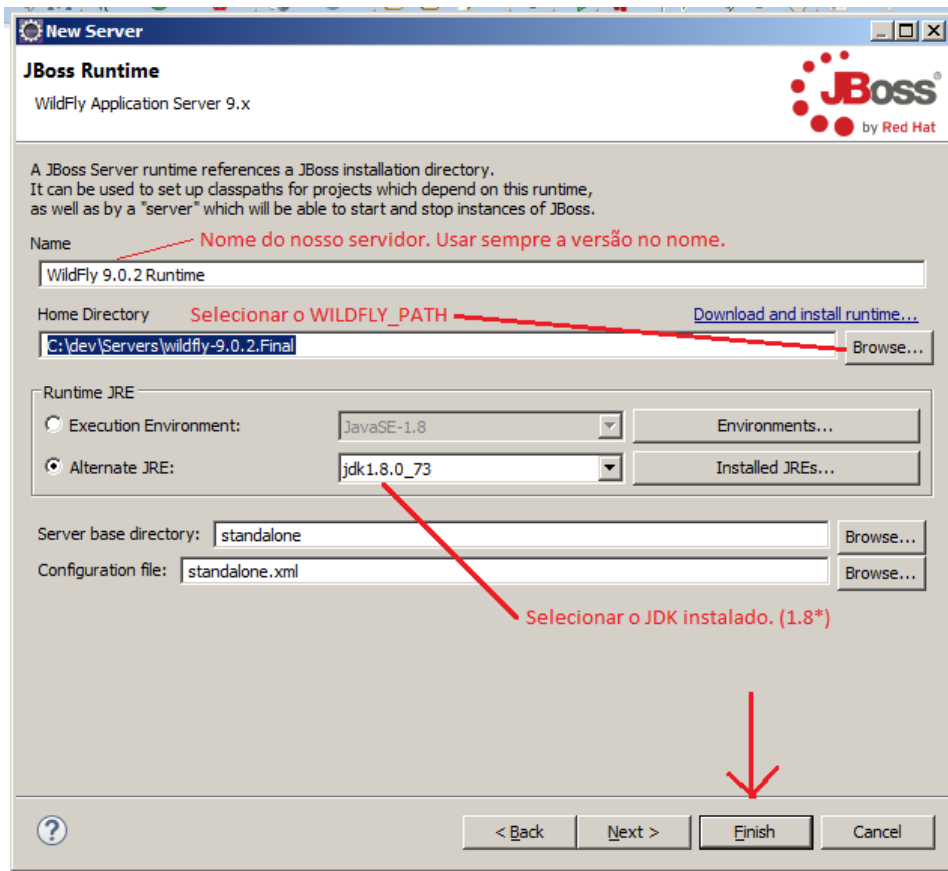 New Server
JBoss Runtime
WildFly Application Server 9.x
JBoss®
by Red Hat
A JBoss Server runtime references a JBoss installation directory.
It can be used to set up classpaths for projects which depend on this runtime,
as well as by a "server" which will be able to start and stop instances of JBoss.
Name
Nome do nosso servidor. Usar sempre a versão no nome.
WildFly 9.0.2 Runtime
Home Directory Selecionar o WILDFLY_PATH Download and install runtime...
C:\dev\Servers\wildfly-9.0.2.Final Browse...
Runtime JRE
Execution Environment: JavaSE-1.8 Environments...
Alternate JRE: jdk1.8.0_73 Installed JREs...
Server base directory: standalone Browse...
Configuration file: standalone.xml Browse...
Selecionar o JDK instalado. (1.8*)
? < Back Next > Finish Cancel